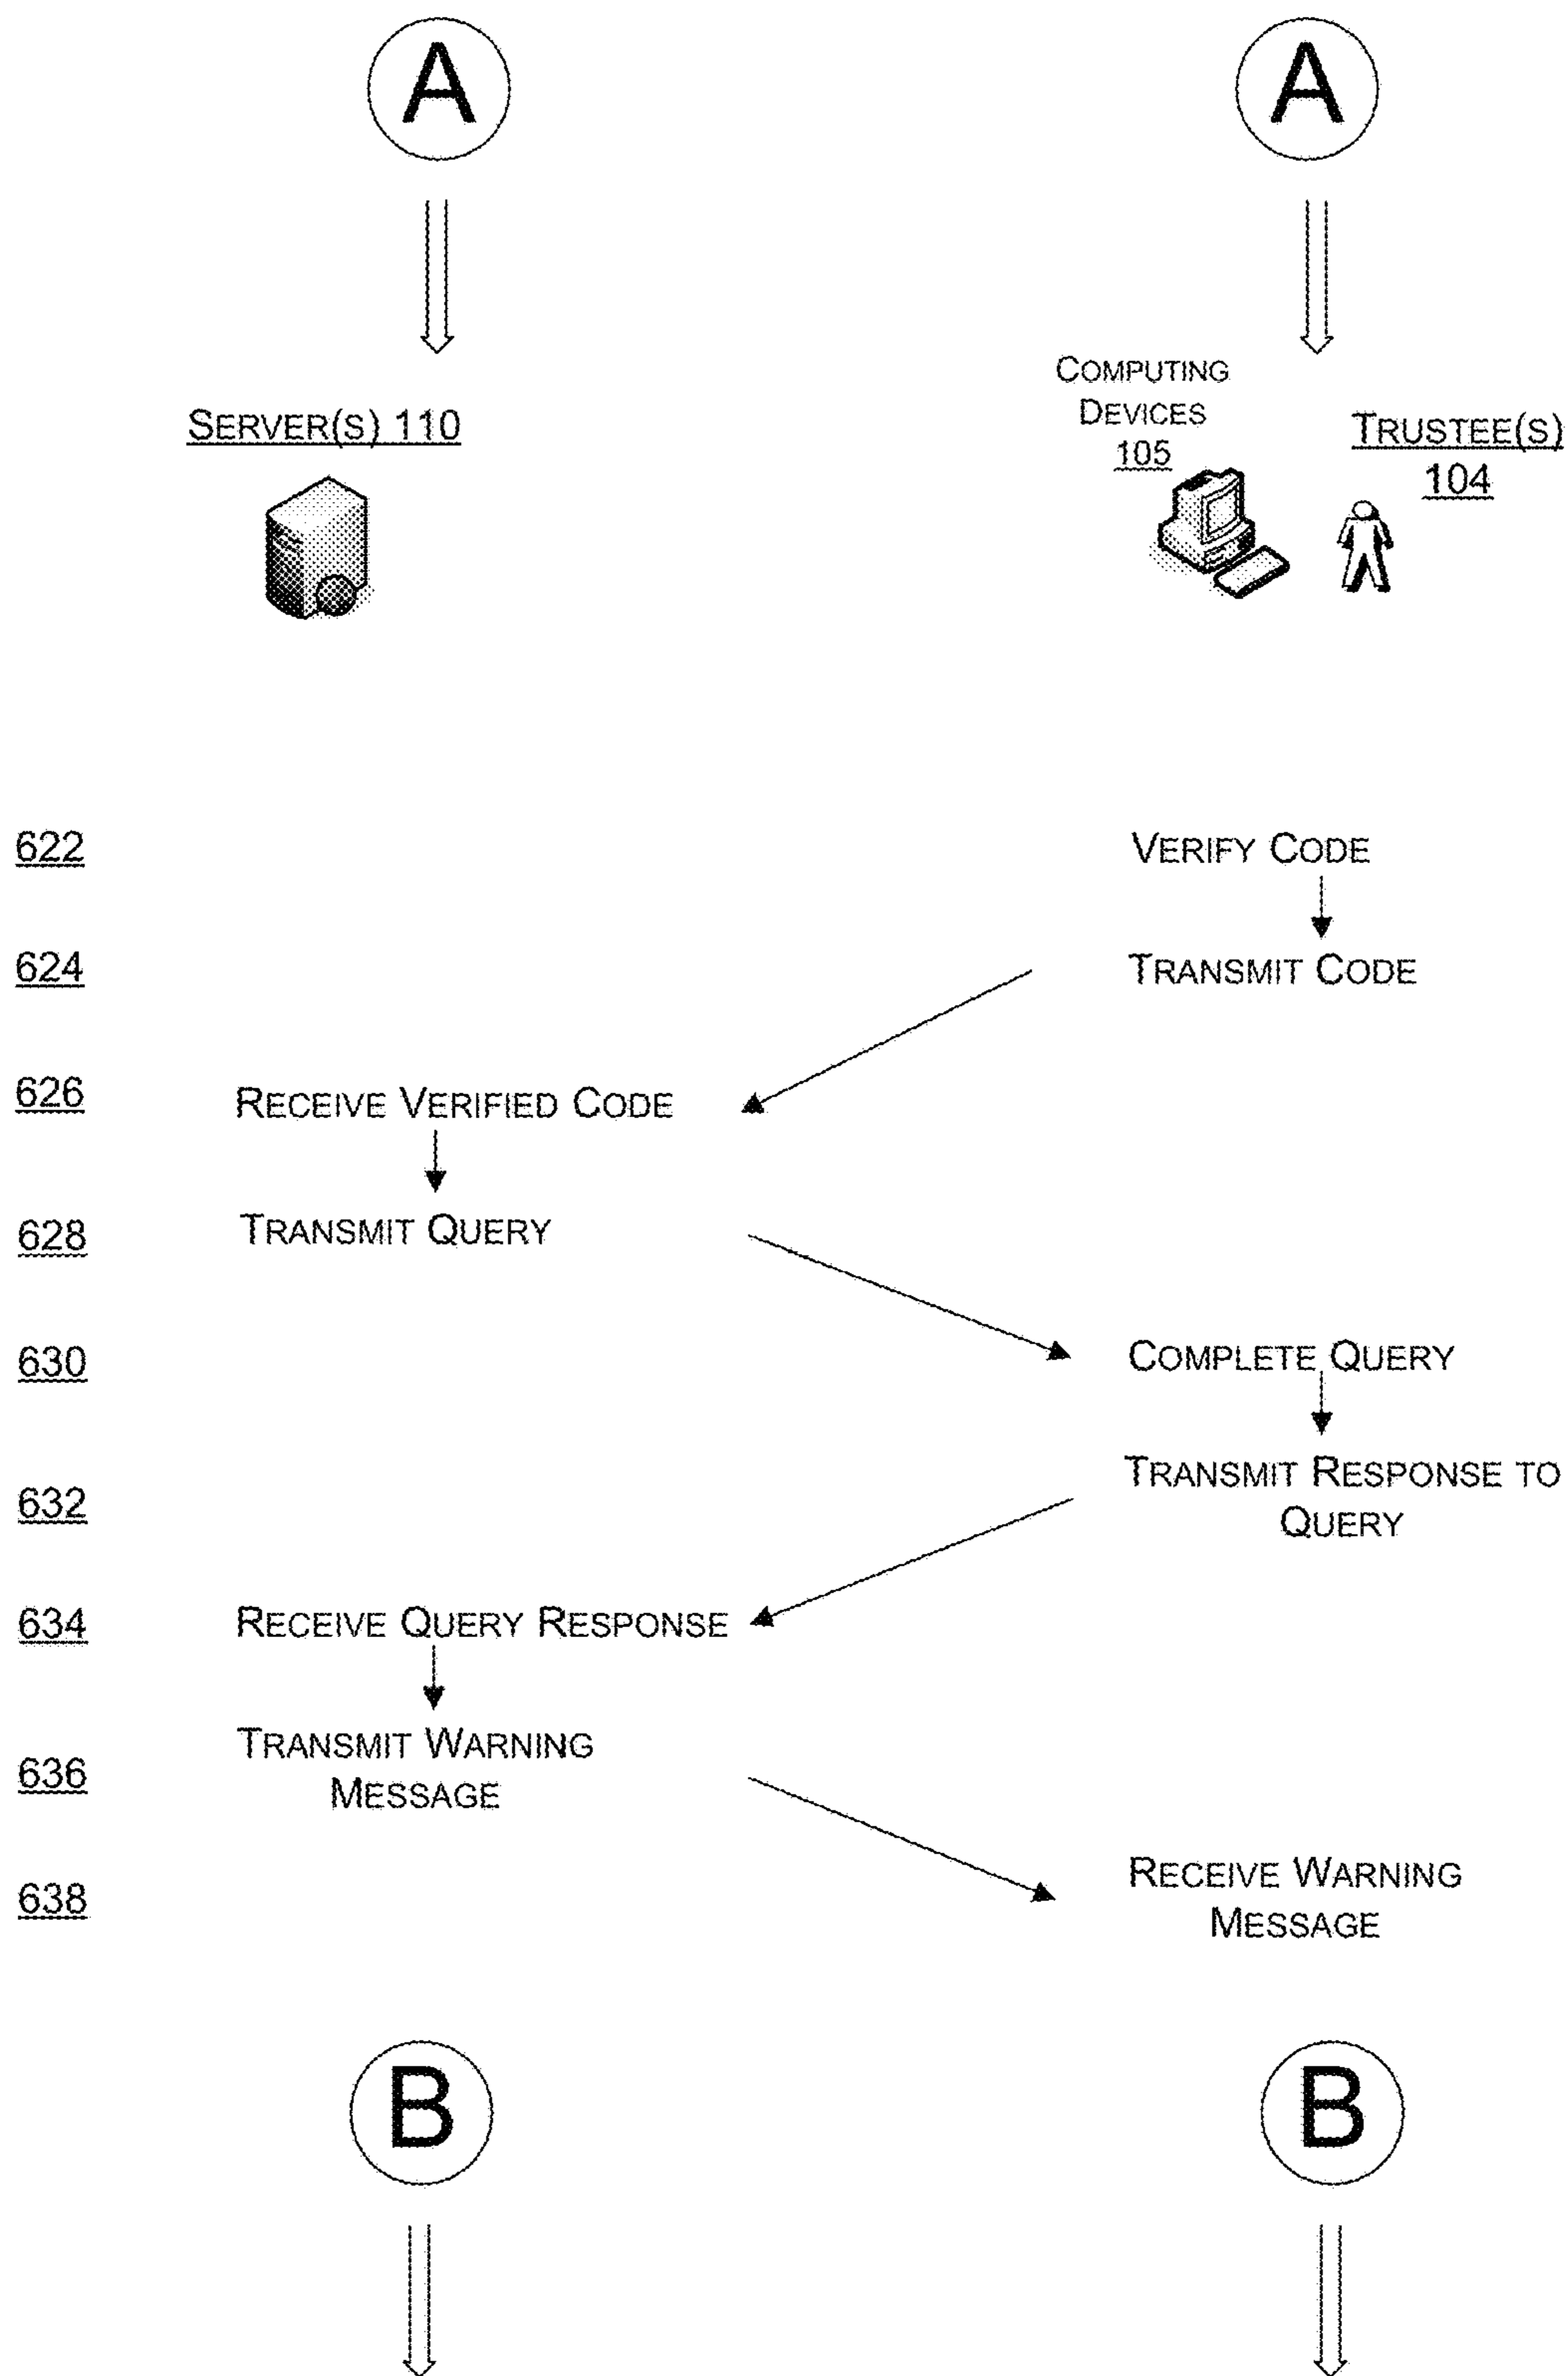 A
A
COMPUTING
DEVICES
105
SERVER(S) 110
TRUSTEE(S)
104
622
VERIFY CODE
624
TRANSMIT CODE
626
RECEIVE VERIFIED CODE
628
TRANSMIT QUERY
630
COMPLETE QUERY
632
TRANSMIT RESPONSE TO
QUERY
634
RECEIVE QUERY RESPONSE
636
TRANSMIT WARNING
MESSAGE
638
RECEIVE WARNING
MESSAGE
B
B